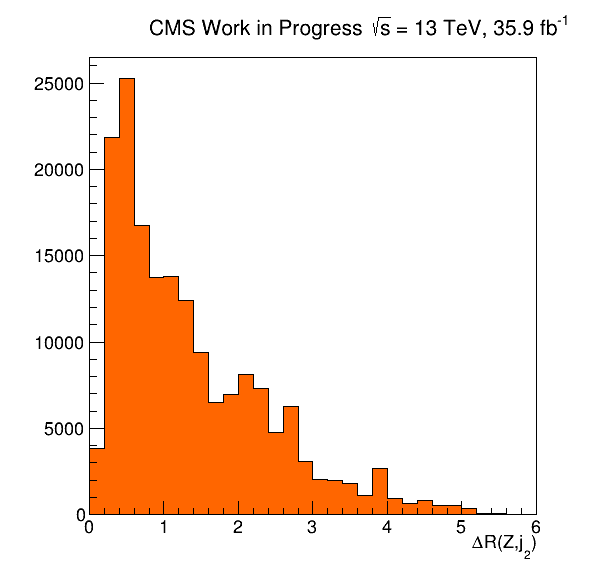 CMS Work in Progress √s = 13 TeV, 35.9 fb⁻¹
25000
20000
15000
10000
5000
0
0 1 2 3 4 5 6
ΔR(Z,j₂)